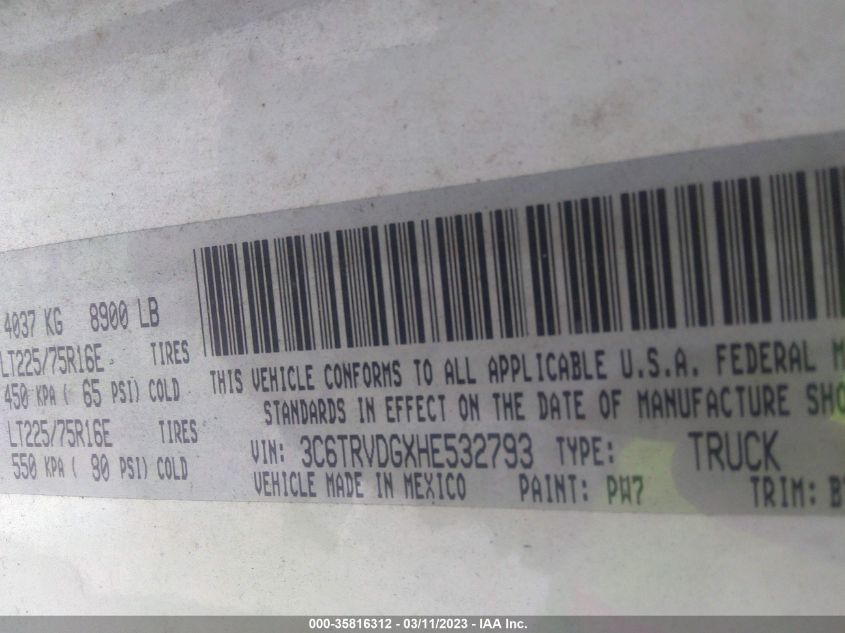 4037 KG 8900 LB
LT225/75R16E TIRES
450 KPA ( 65 PSI) COLD
LT225/75R16E TIRES
550 KPA ( 80 PSI) COLD
THIS VEHICLE CONFORMS TO ALL APPLICABLE U.S.A. FEDERAL M
STANDARDS IN EFFECT ON THE DATE OF MANUFACTURE SHO
VIN: 3C6TRVDGXHE532793 TYPE: TRUCK
VEHICLE MADE IN MEXICO PAINT: PW7 TRIM:
000-35816312 - 03/11/2023 - IAA Inc.